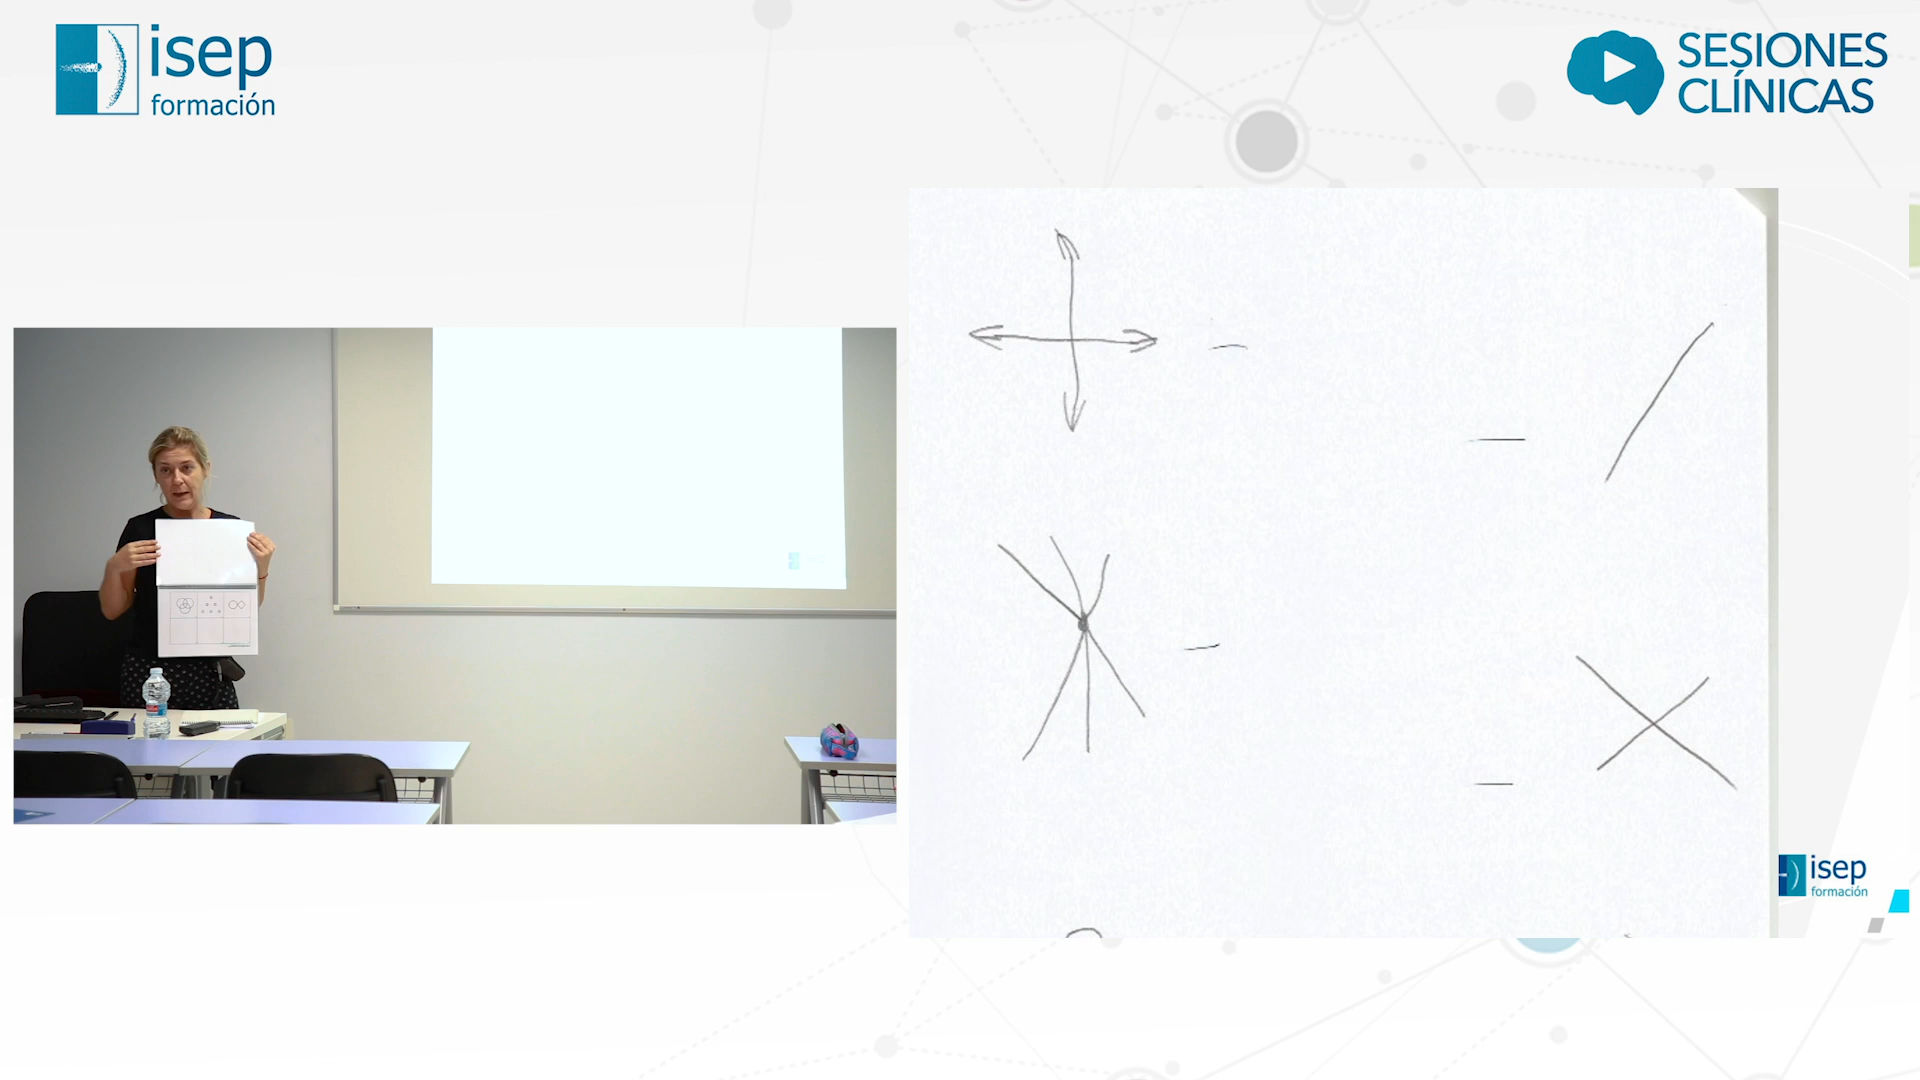 isep
formación
SESIONES
CLÍNICAS
isep
formación